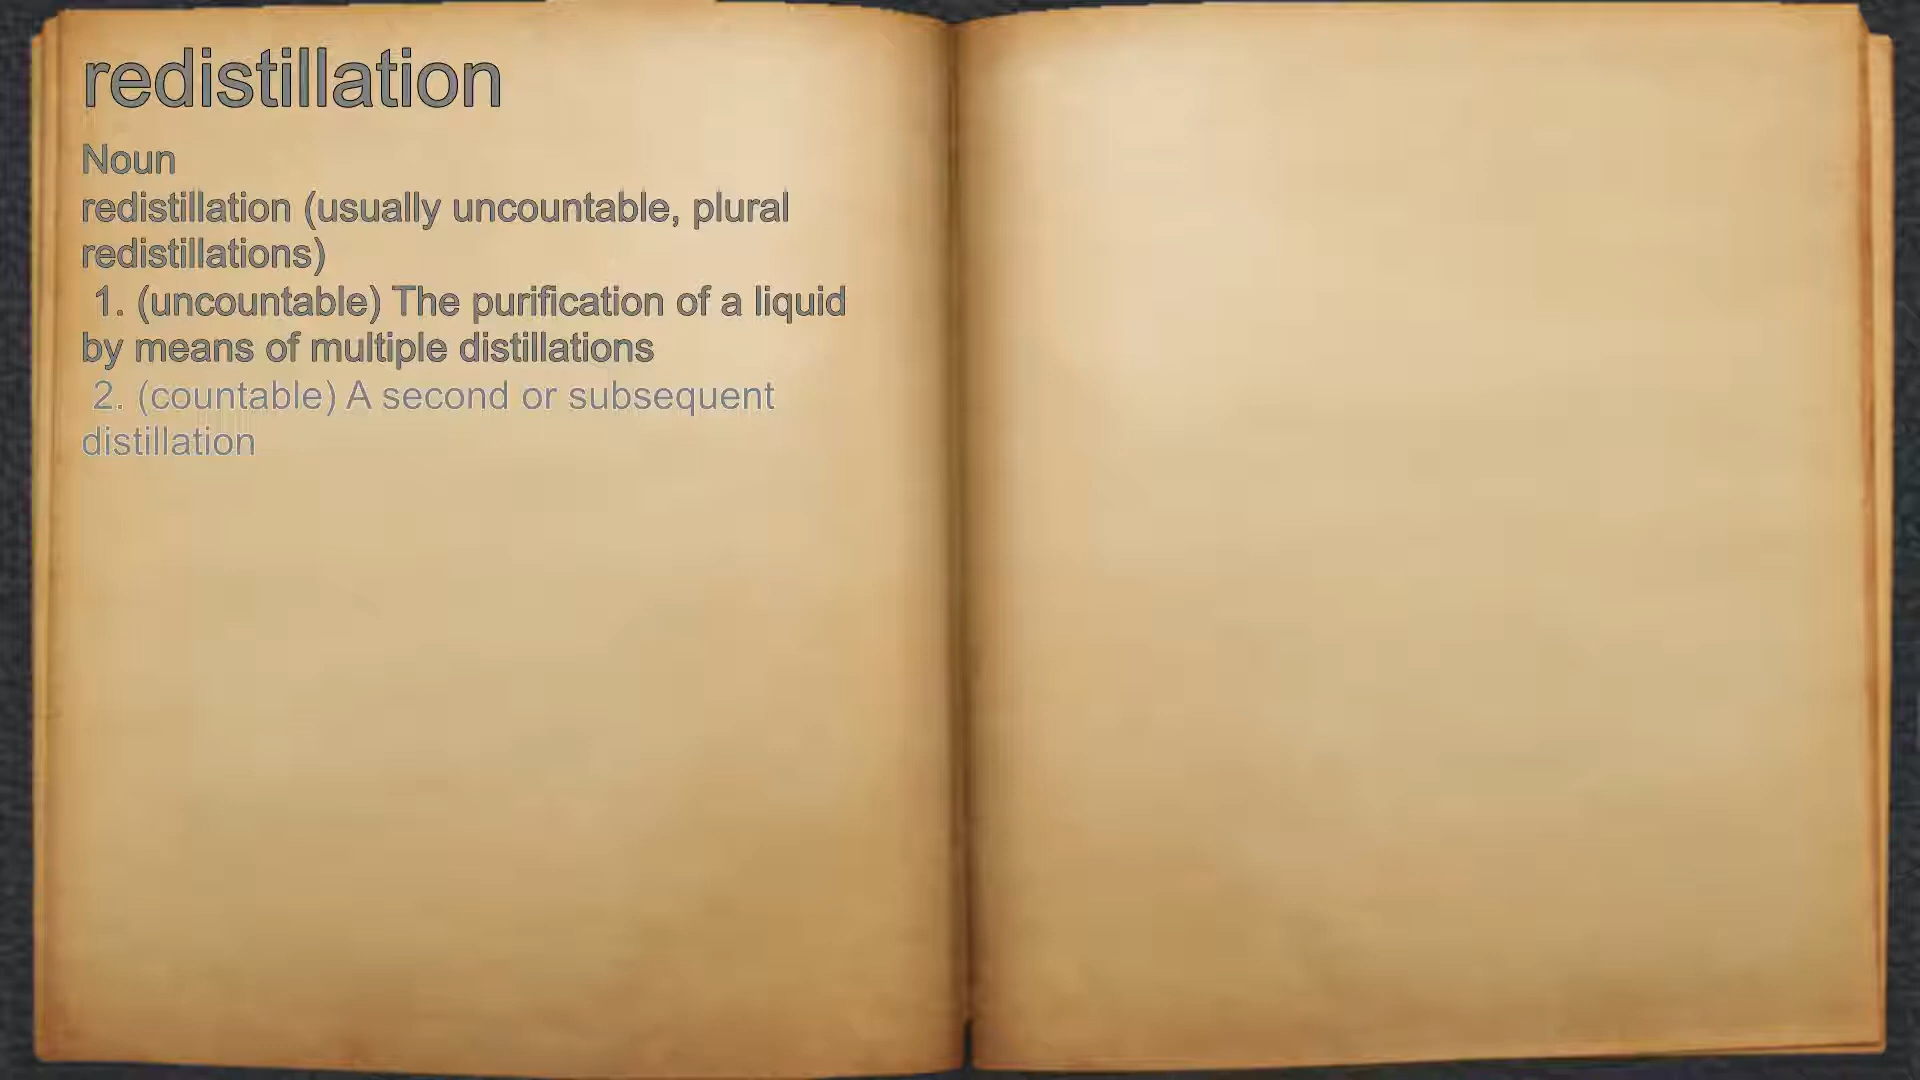 redistillation
Noun
redistillation (usually uncountable, plural
redistillations)
1. (uncountable) The purification of a liquid
by means of multiple distillations
2. (countable) A second or subsequent
distillation